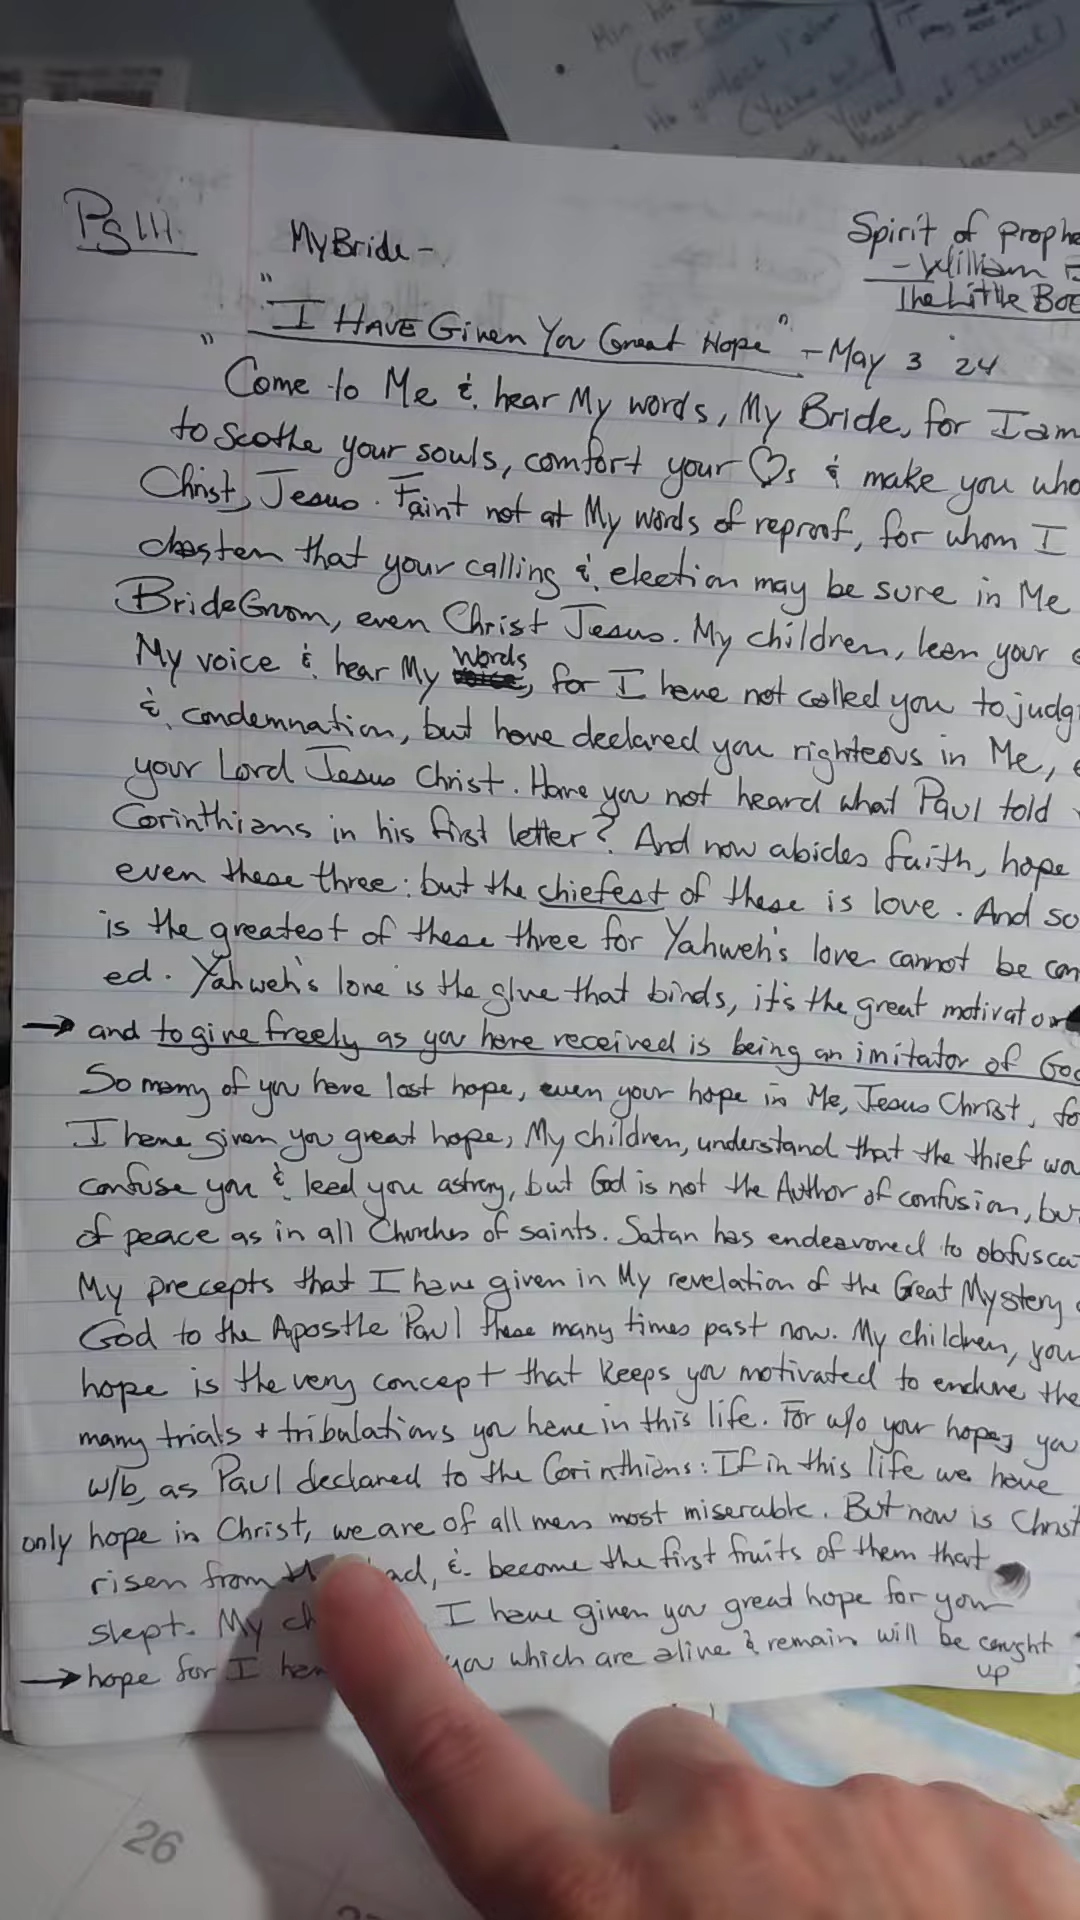 Ps 111
My Bride -
Spirit of Prophe
- William F.
The Little Boo
"I HAVE Given You Great Hope" - May 3 '24
"Come to Me & hear My words, My Bride, for I am
to soothe your souls, comfort your ♡s & make you who
Christ, Jesus. Faint not at My words of reproof, for whom I
chasten that your calling & election may be sure in Me
BrideGroom, even Christ Jesus. My children, lean your e
My voice & hear My Words, for I have not called you to judg
& condemnation, but have declared you righteous in Me, e
your Lord Jesus Christ. Have you not heard what Paul told
Corinthians in his first letter? And now abides faith, hope
even these three: but the chiefest of these is love. And so
is the greatest of these three for Yahweh's love cannot be con
ed. Yahweh's love is the glue that binds, it's the great motivator
→ and to give freely as you have received is being an imitator of God
So many of you have lost hope, even your hope in Me, Jesus Christ, fo
I have given you great hope, My children, understand that the thief wou
confuse you & lead you astray, but God is not the Author of confusion, bu
of peace as in all Churches of saints. Satan has endeavored to obfusca
My precepts that I have given in My revelation of the Great Mystery o
God to the Apostle Paul these many times past now. My children, you
hope is the very concept that keeps you motivated to endure the
many trials + tribulations you have in this life. For w/o your hope, you
w/b, as Paul declared to the Corinthians: If in this life we have
only hope in Christ, we are of all men most miserable. But now is Christ
risen from ad, & become the first fruits of them that
slept. My ch I have given you great hope for you
→ hope for I you which are alive & remain will be caught
up
26